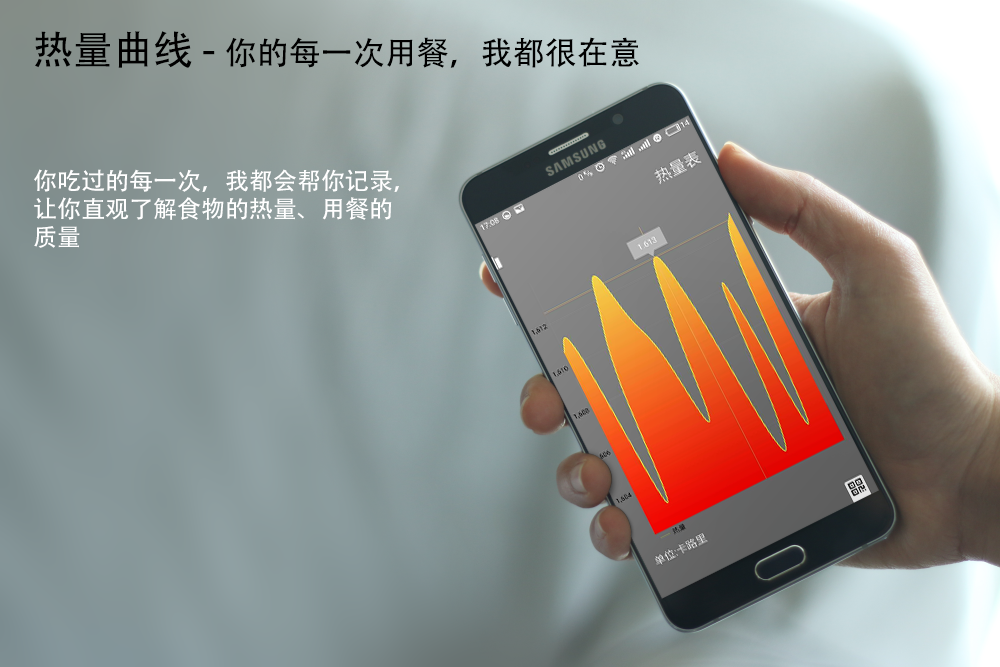 热量曲线 - 你的每一次用餐，我都很在意
你吃过的每一次，我都会帮你记录，
让你直观了解食物的热量、用餐的
质量
SAMSUNG
17:08
14
热量表
1,613
1,612
1,610
1,608
1,604
热量
单位:卡路里